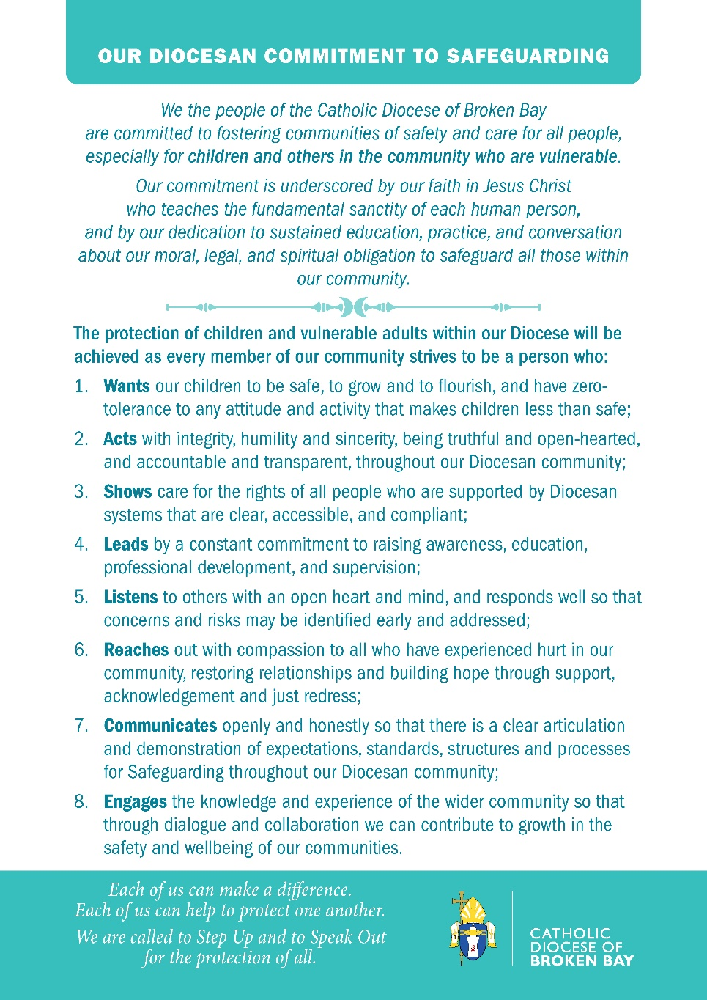 OUR DIOCESAN COMMITMENT TO SAFEGUARDING
We the people of the Catholic Diocese of Broken Bay
are committed to fostering communities of safety and care for all people,
especially for children and others in the community who are vulnerable.
Our commitment is underscored by our faith in Jesus Christ
who teaches the fundamental sanctity of each human person,
and by our dedication to sustained education, practice, and conversation
about our moral, legal, and spiritual obligation to safeguard all those within
our community.
The protection of children and vulnerable adults within our Diocese will be
achieved as every member of our community strives to be a person who:
1. Wants our children to be safe, to grow and to flourish, and have zero-
tolerance to any attitude and activity that makes children less than safe;
2. Acts with integrity, humility and sincerity, being truthful and open-hearted,
and accountable and transparent, throughout our Diocesan community;
3. Shows care for the rights of all people who are supported by Diocesan
systems that are clear, accessible, and compliant;
4. Leads by a constant commitment to raising awareness, education,
professional development, and supervision;
5. Listens to others with an open heart and mind, and responds well so that
concerns and risks may be identified early and addressed;
6. Reaches out with compassion to all who have experienced hurt in our
community, restoring relationships and building hope through support,
acknowledgement and just redress;
7. Communicates openly and honestly so that there is a clear articulation
and demonstration of expectations, standards, structures and processes
for Safeguarding throughout our Diocesan community;
8. Engages the knowledge and experience of the wider community so that
through dialogue and collaboration we can contribute to growth in the
safety and wellbeing of our communities.
Each of us can make a difference.
Each of us can help to protect one another.
We are called to Step Up and to Speak Out
for the protection of all.
CATHOLIC
DIOCESE OF
BROKEN BAY